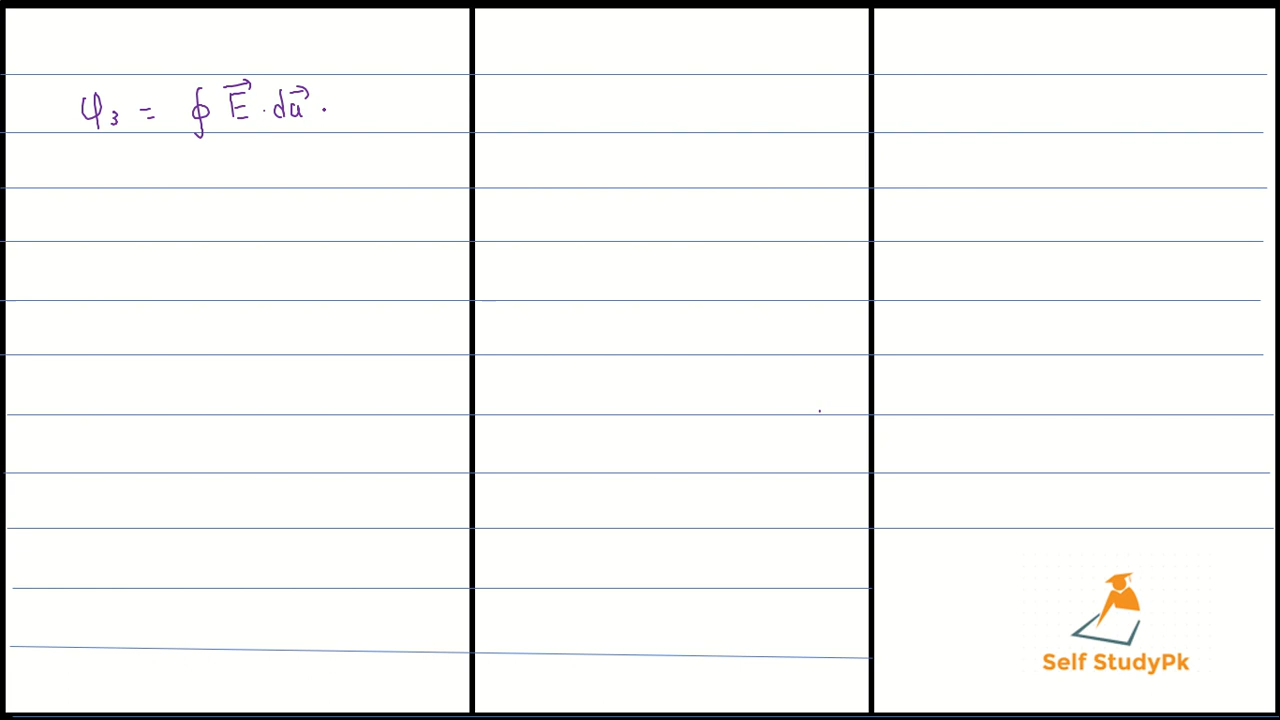 φ₃ = ∮ E⃗ · da⃗ .
Self StudyPk